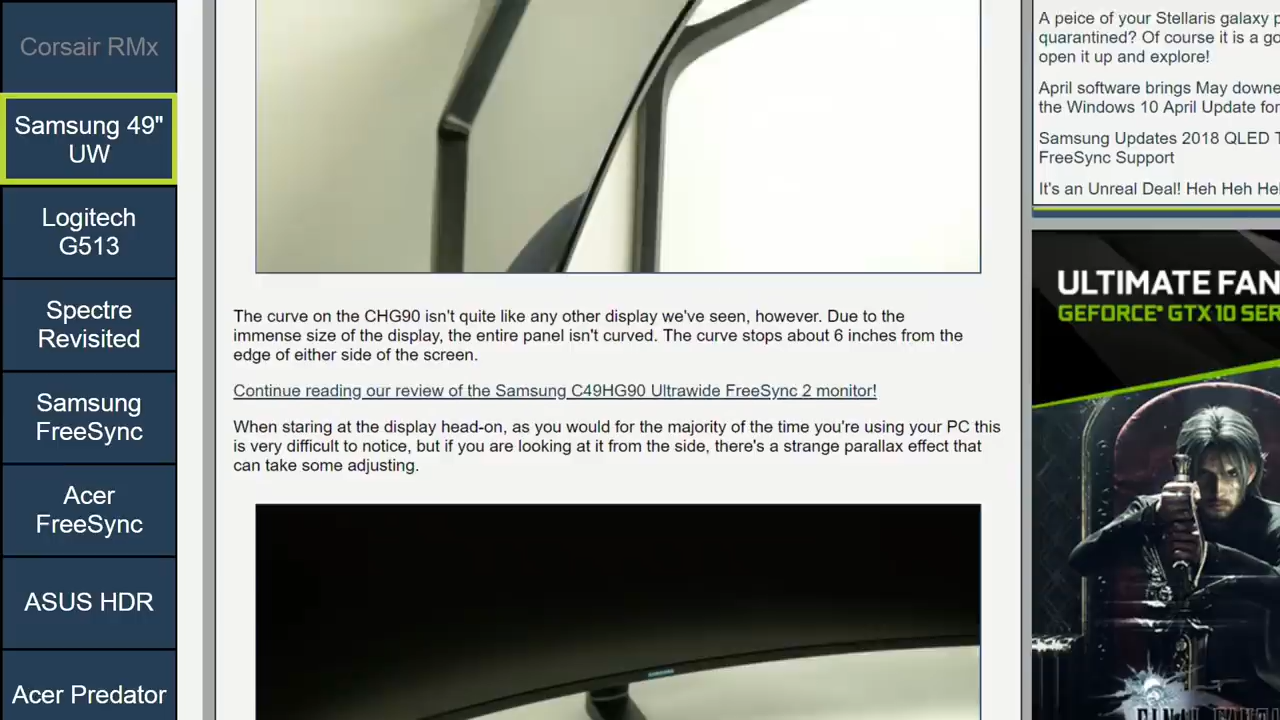 Corsair RMx
Samsung 49"
UW
Logitech
G513
Spectre
Revisited
Samsung
FreeSync
Acer
FreeSync
ASUS HDR
Acer Predator
The curve on the CHG90 isn't quite like any other display we've seen, however. Due to the
immense size of the display, the entire panel isn't curved. The curve stops about 6 inches from the
edge of either side of the screen.
Continue reading our review of the Samsung C49HG90 Ultrawide FreeSync 2 monitor!
When staring at the display head-on, as you would for the majority of the time you're using your PC this
is very difficult to notice, but if you are looking at it from the side, there's a strange parallax effect that
can take some adjusting.
SAMSUNG
A peice of your Stellaris galaxy
quarantined? Of course it is a
open it up and explore!
April software brings May
the Windows 10 April Update for
Samsung Updates 2018 QLED
FreeSync Support
It's an Unreal Deal! Heh Heh
ULTIMATE FAN
GEFORCE GTX 10 SER